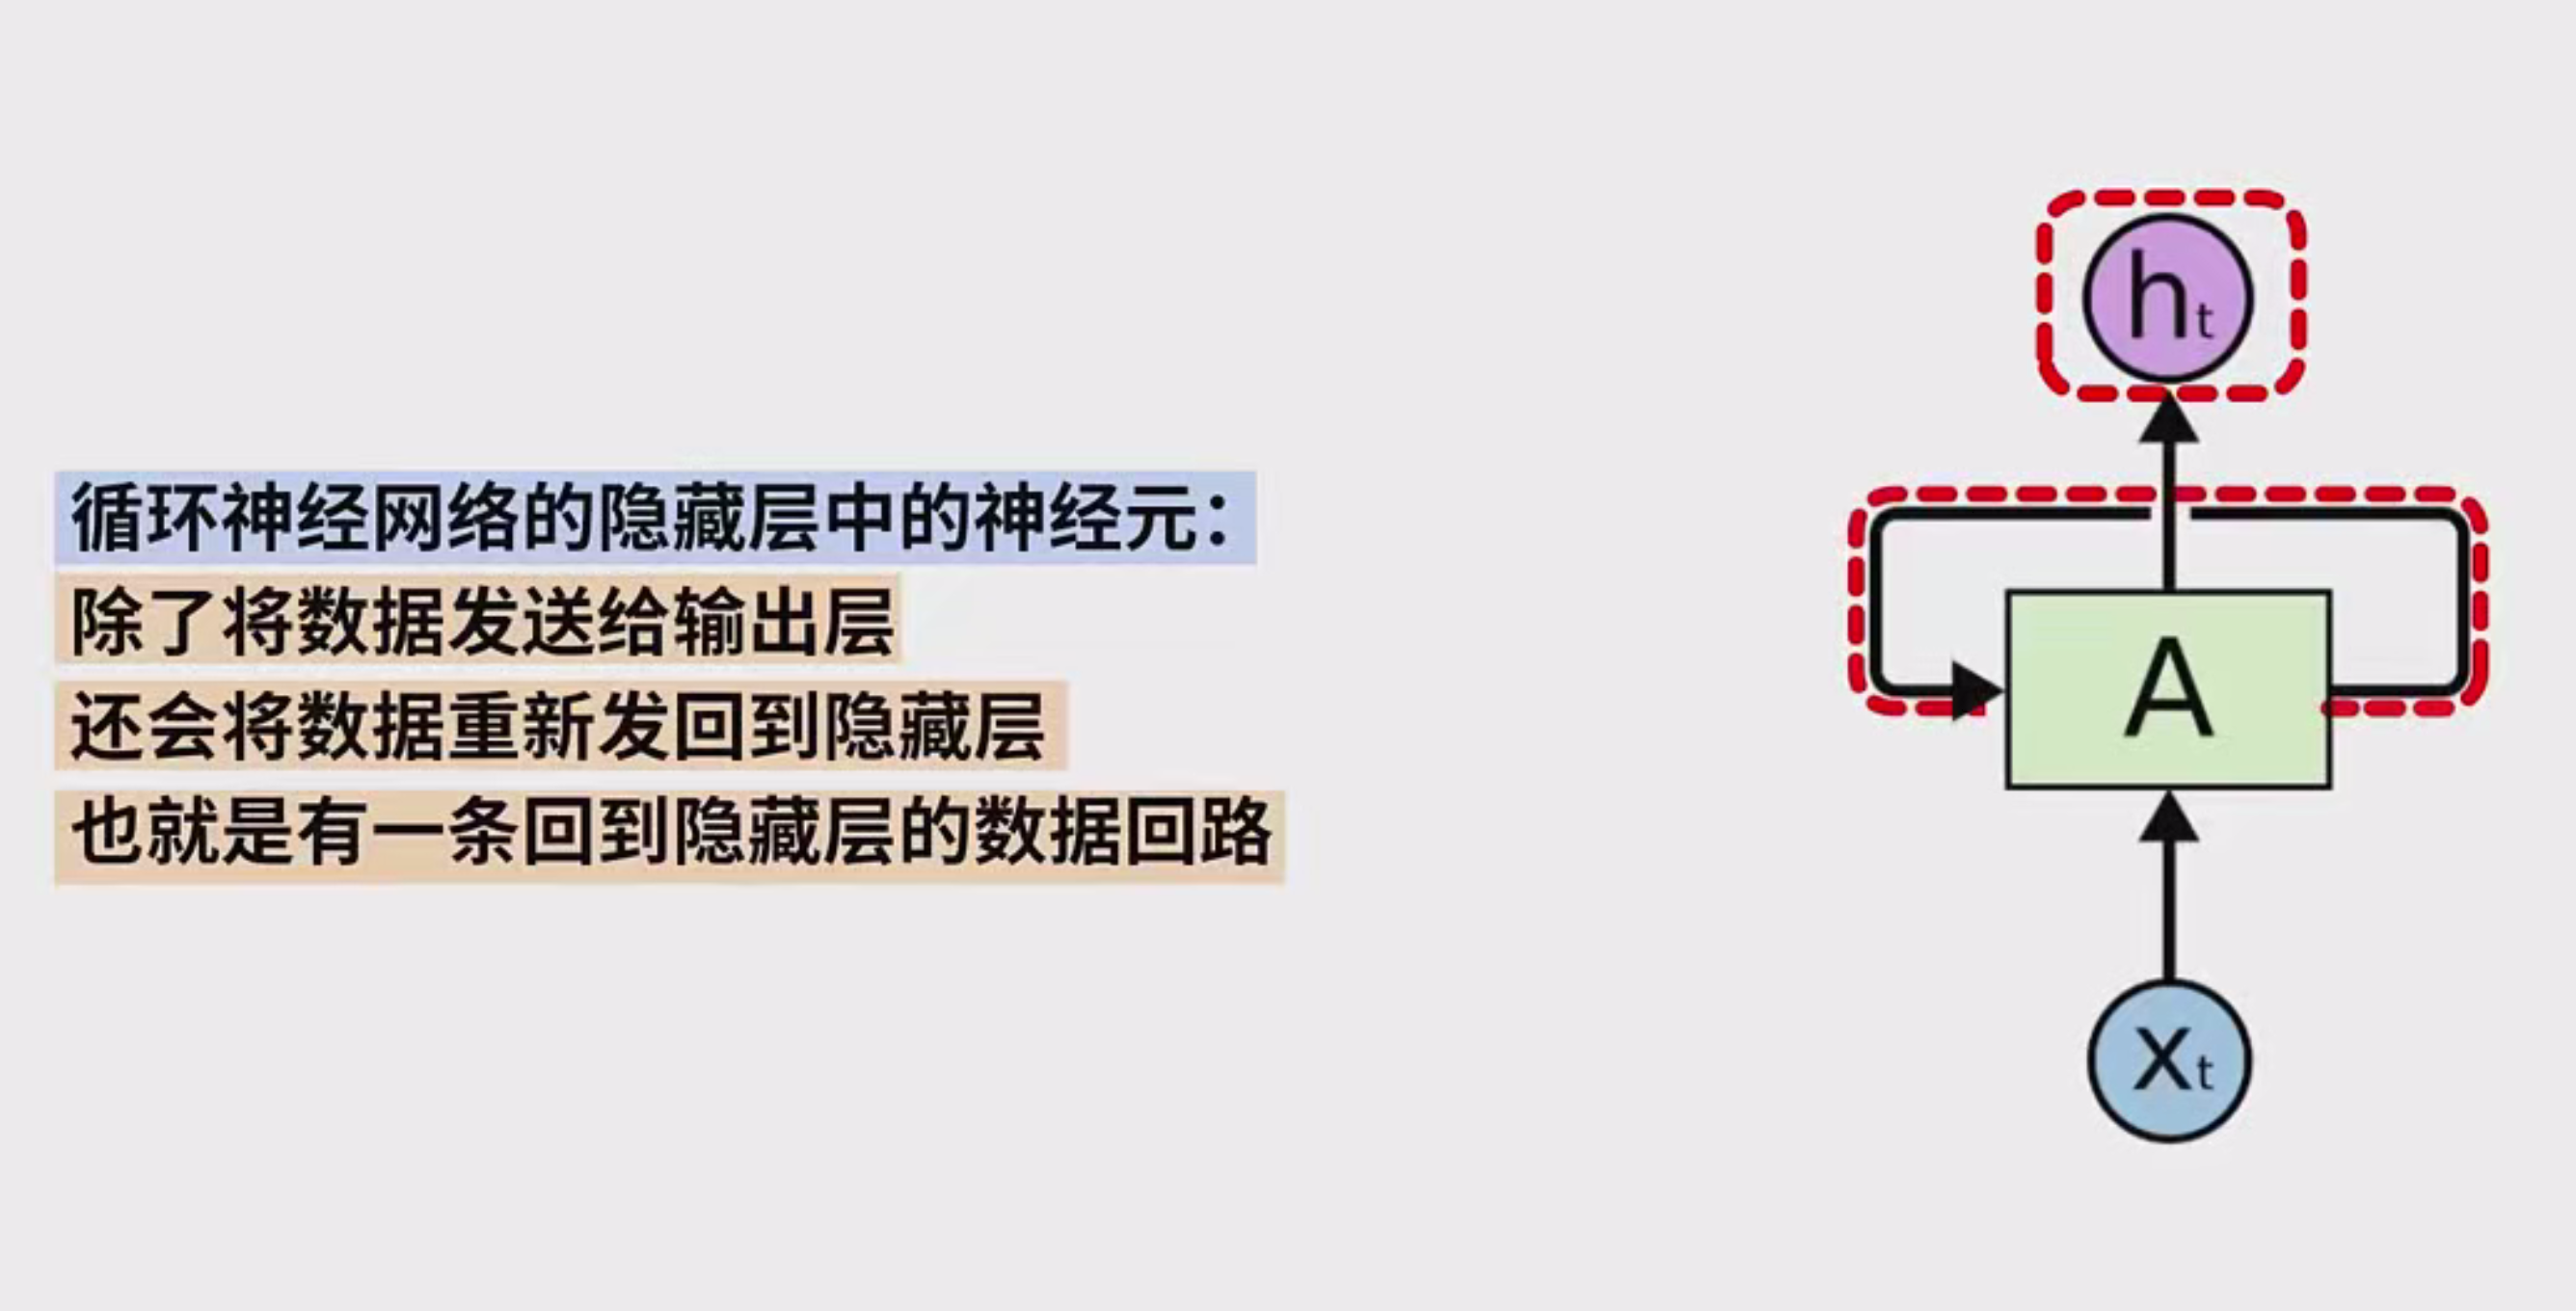 循环神经网络的隐藏层中的神经元：
除了将数据发送给输出层
还会将数据重新发回到隐藏层
也就是有一条回到隐藏层的数据回路
ht
A
xt